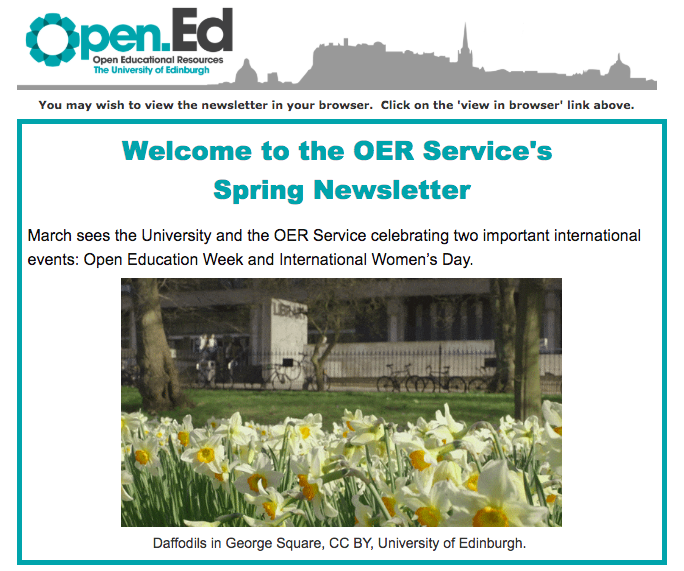 Open.Ed
Open Educational Resources
The University of Edinburgh
You may wish to view the newsletter in your browser. Click on the 'view in browser' link above.
Welcome to the OER Service's
Spring Newsletter
March sees the University and the OER Service celebrating two important international
events: Open Education Week and International Women’s Day.
LIBRARY
Daffodils in George Square, CC BY, University of Edinburgh.